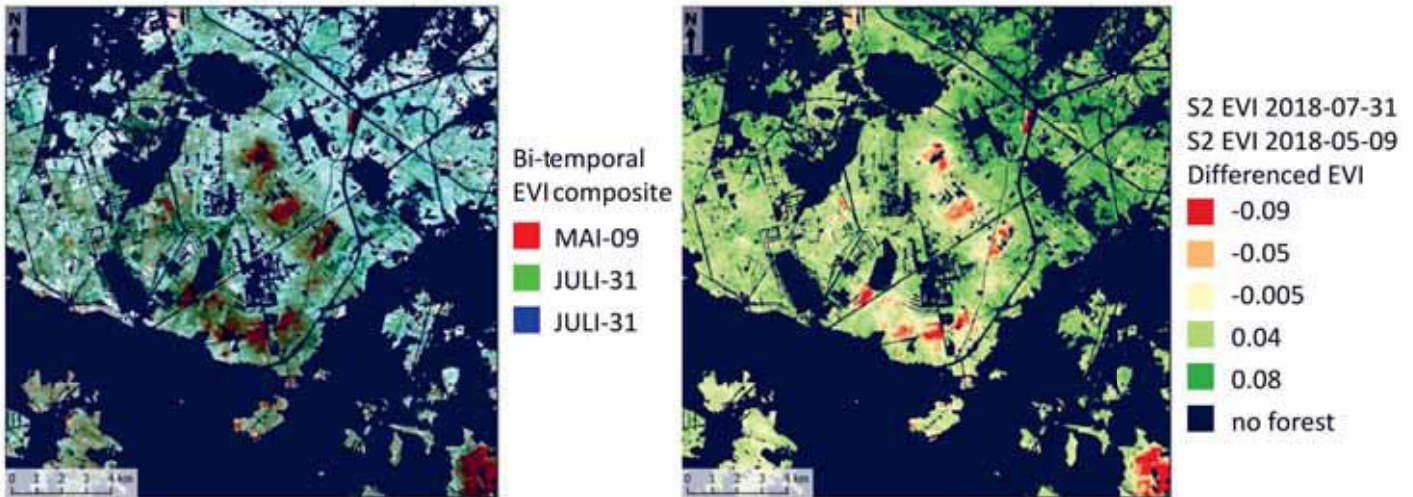 N
Bi-temporal
EVI composite
MAI-09
JULI-31
JULI-31
0 1 2 3 4 km
N
S2 EVI 2018-07-31
S2 EVI 2018-05-09
Differenced EVI
-0.09
-0.05
-0.005
0.04
0.08
no forest
0 1 2 3 4 km